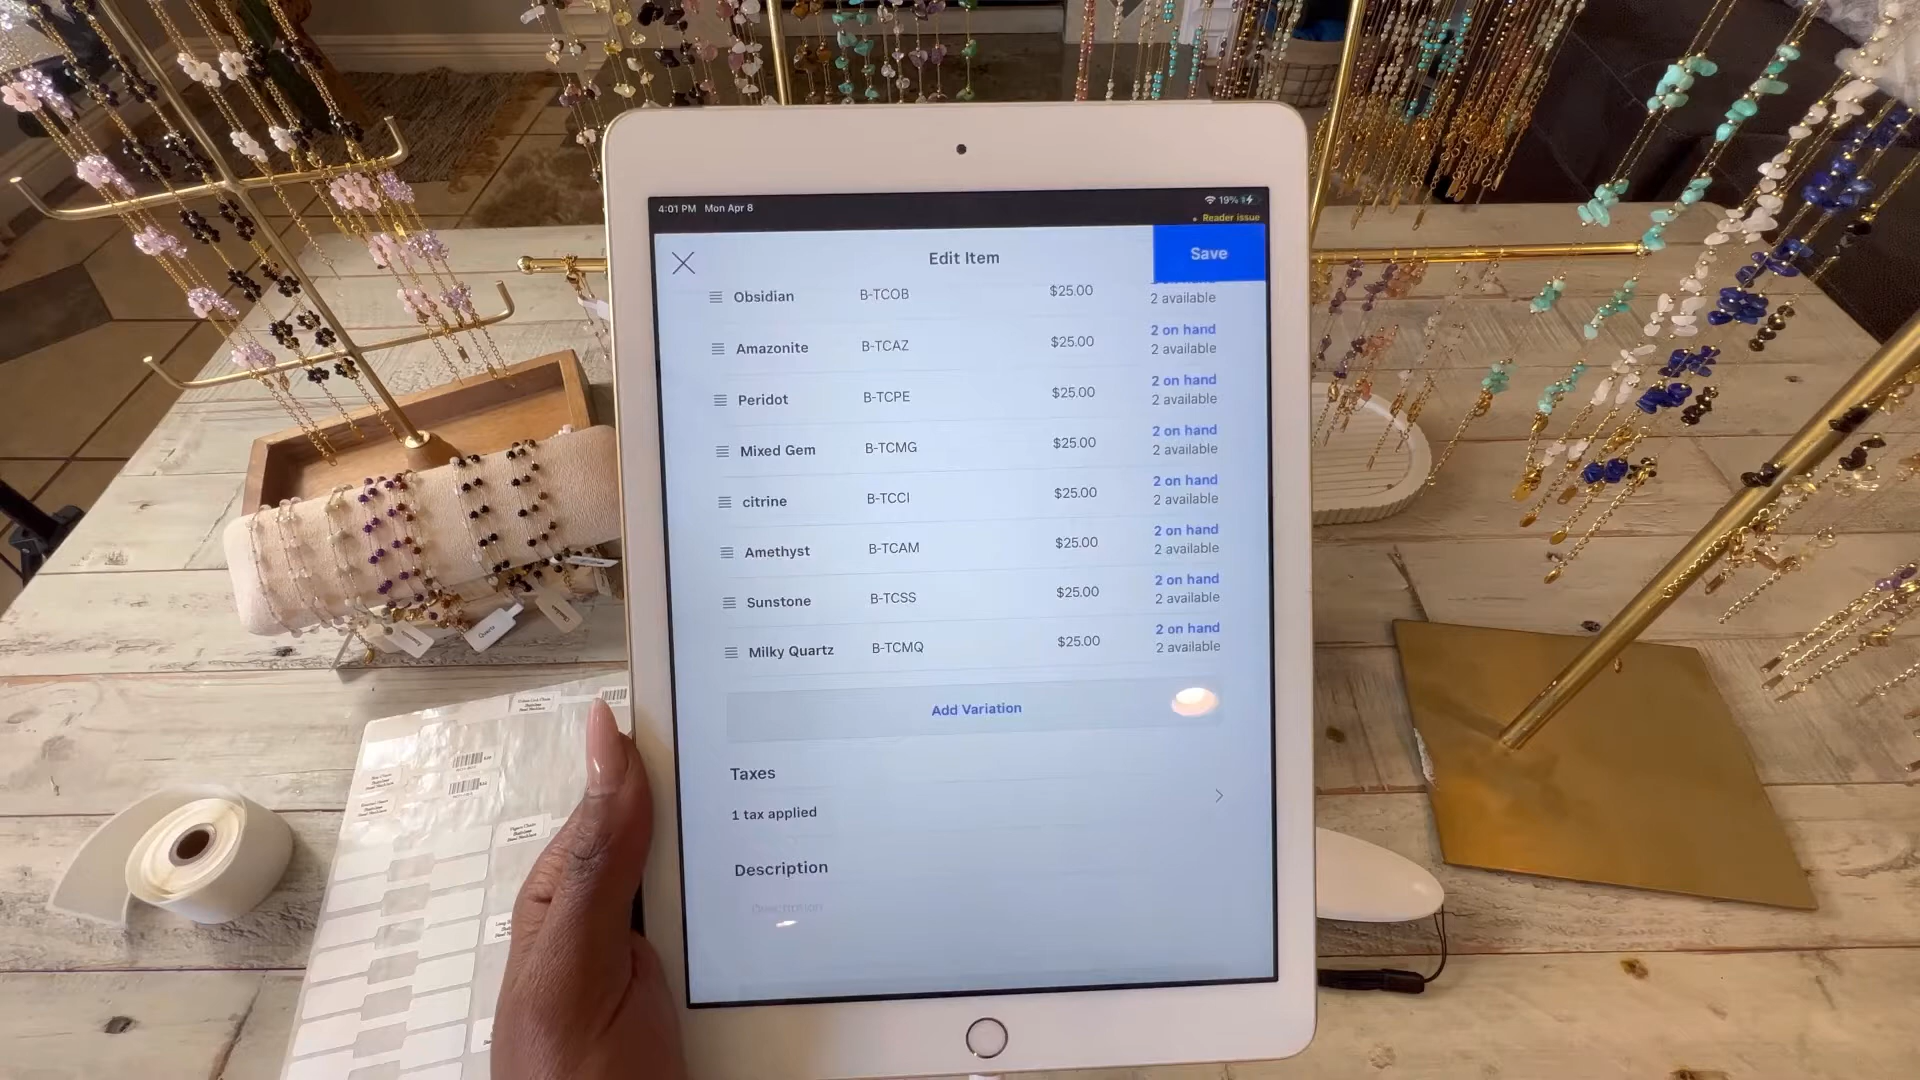 4:01 PM Mon Apr 8
19%
Reader issue
Edit Item
Save
Obsidian B-TCOB $25.00
2 available
Amazonite B-TCAZ $25.00 2 on hand
2 available
Peridot B-TCPE $25.00 2 on hand
2 available
Mixed Gem B-TCMG $25.00 2 on hand
2 available
citrine B-TCCI $25.00 2 on hand
2 available
Amethyst B-TCAM $25.00 2 on hand
2 available
Sunstone B-TCSS $25.00 2 on hand
2 available
Milky Quartz B-TCMQ $25.00 2 on hand
2 available
Add Variation
Taxes
1 tax applied
Description
Description
Quartz